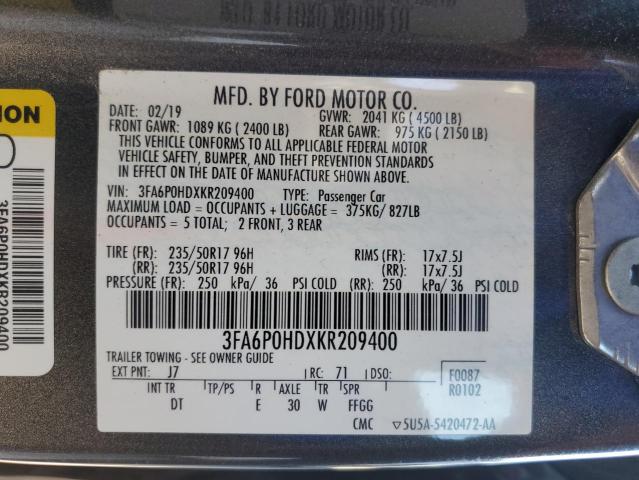 MFD. BY FORD MOTOR CO.
DATE: 02/19 GVWR: 2041 KG ( 4500 LB)
FRONT GAWR: 1089 KG ( 2400 LB) REAR GAWR: 975 KG ( 2150 LB)
THIS VEHICLE CONFORMS TO ALL APPLICABLE FEDERAL MOTOR
VEHICLE SAFETY, BUMPER, AND THEFT PREVENTION STANDARDS
IN EFFECT ON THE DATE OF MANUFACTURE SHOWN ABOVE.
VIN: 3FA6P0HDXKR209400 TYPE: Passenger Car
MAXIMUM LOAD = OCCUPANTS + LUGGAGE = 375KG/ 827LB
OCCUPANTS = 5 TOTAL; 2 FRONT, 3 REAR
TIRE (FR): 235/50R17 96H RIMS (FR): 17x7.5J
(RR): 235/50R17 96H (RR): 17x7.5J
PRESSURE (FR): 250 kPa/ 36 PSI COLD (RR): 250 kPa/ 36 PSI COLD
3FA6P0HDXKR209400
TRAILER TOWING - SEE OWNER GUIDE
EXT PNT: J7 RC: 71 DSO: F0087
INT TR TP/PS R AXLE TR SPR R0102
DT E 30 W FFGG
CMC ▽5U5A-5420472-AA
NION
3FA6P0HDXKR209400